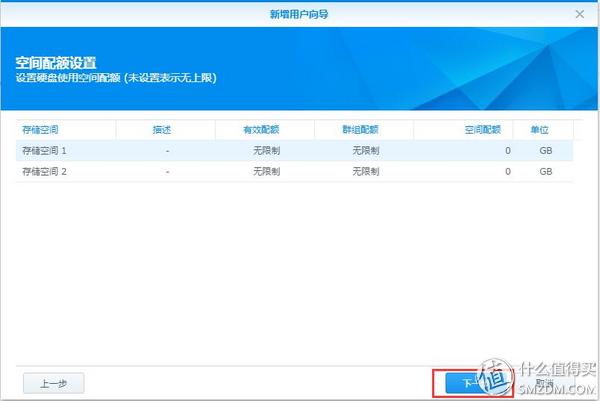 新增用户向导
空间配额设置
设置硬盘使用空间配额 (未设置表示无上限)
存储空间 描述 有效配额 群组配额 空间配额 单位
存储空间 1 - 无限制 无限制 0 GB
存储空间 2 - 无限制 无限制 0 GB
上一步 下一 取消
值 什么值得买
SMZDM.COM